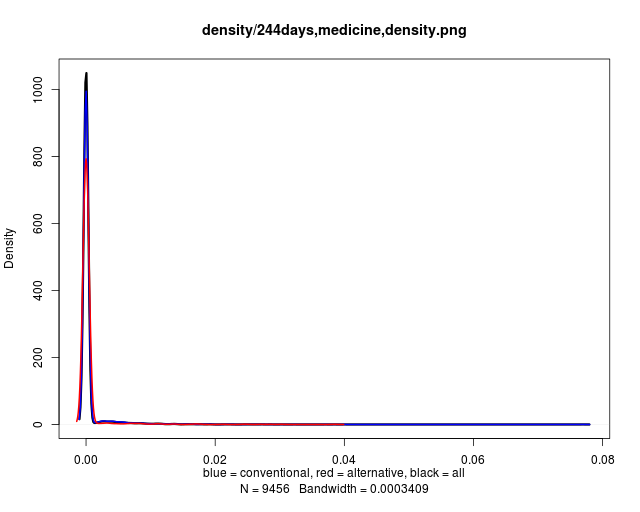 density/244days,medicine,density.png
Density
1000
800
600
400
200
0
0.00 0.02 0.04 0.06 0.08
blue = conventional, red = alternative, black = all
N = 9456 Bandwidth = 0.0003409